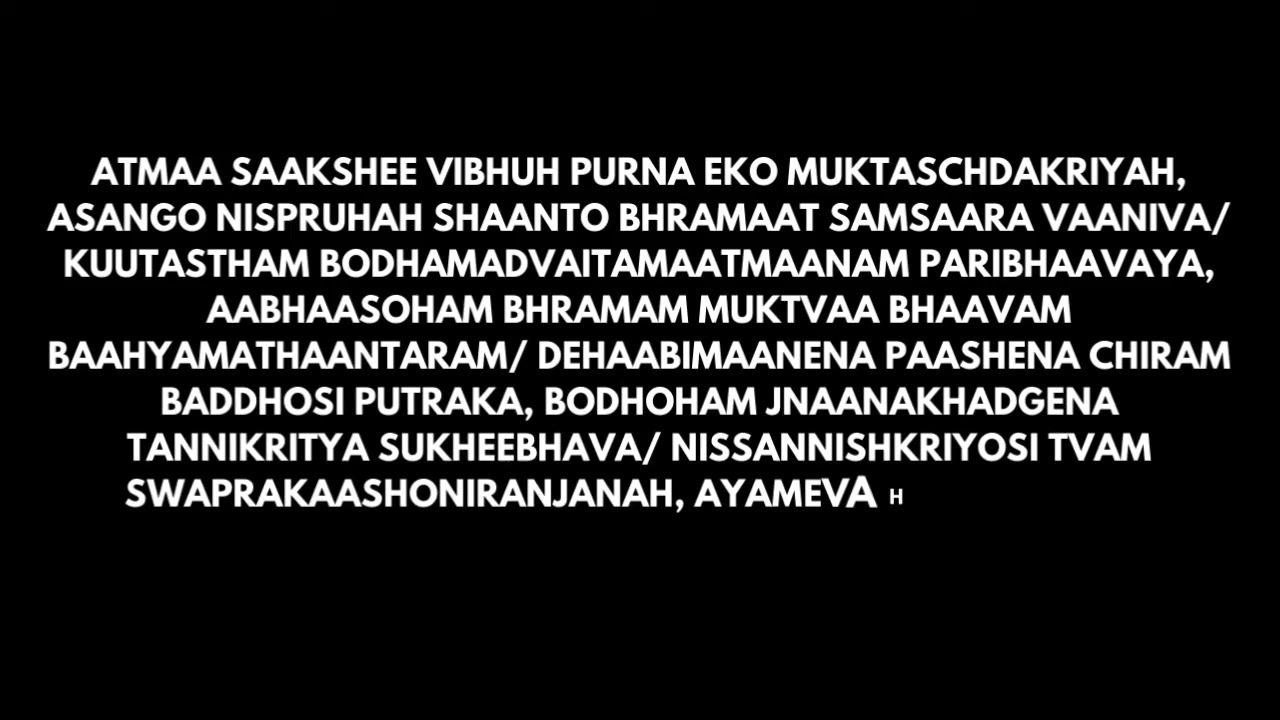 ATMAA SAAKSHEE VIBHUH PURNA EKO MUKTASCHDAKRIYAH,
ASANGO NISPRUHAH SHAANTO BHRAMAAT SAMSAARA VAANIVA/
KUUTASTHAM BODHAMADVAITAMAATMAANAM PARIBHAAVAYA,
AABHAASOHAM BHRAMAM MUKTVAA BHAAVAM
BAAHYAMATHAANTARAM/ DEHAABIMAANENA PAASHENA CHIRAM
BADDHOSI PUTRAKA, BODHOHAM JNAANAKHADGENA
TANNIKRITYA SUKHEEBHAVA/ NISSANNISHKRIYOSI TVAM
SWAPRAKAASHONIRANJANAH, AYAMEVA H